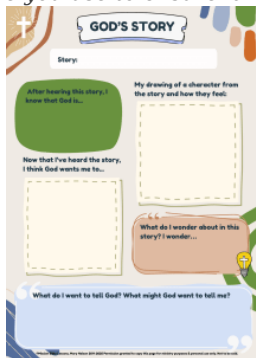 GOD'S STORY
Story:
After hearing this story, I
know that God is...
My drawing of a character from
the story and how they feel:
Now that I've heard the story,
I think God wants me to...
What do I wonder about in this
story? I wonder...
What do I want to tell God? What might God want to tell me?